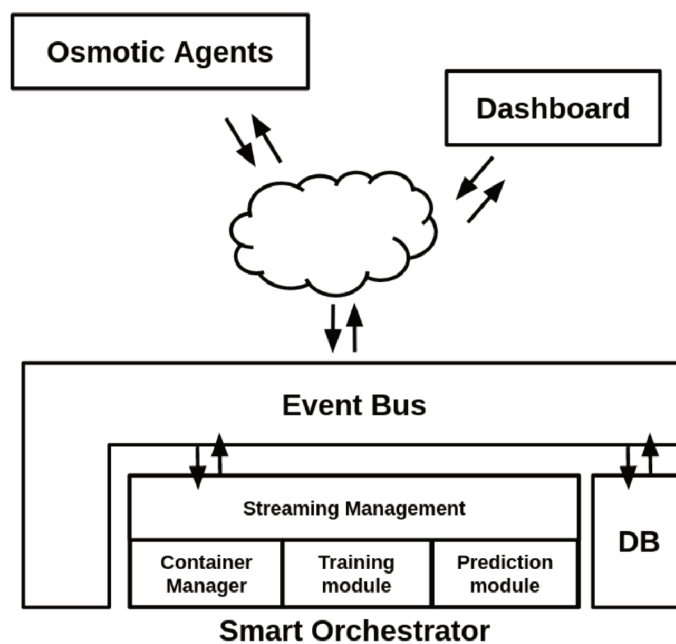 Osmotic Agents
Dashboard
Event Bus
Streaming Management
Container
Manager
Training
module
Prediction
module
DB
Smart Orchestrator